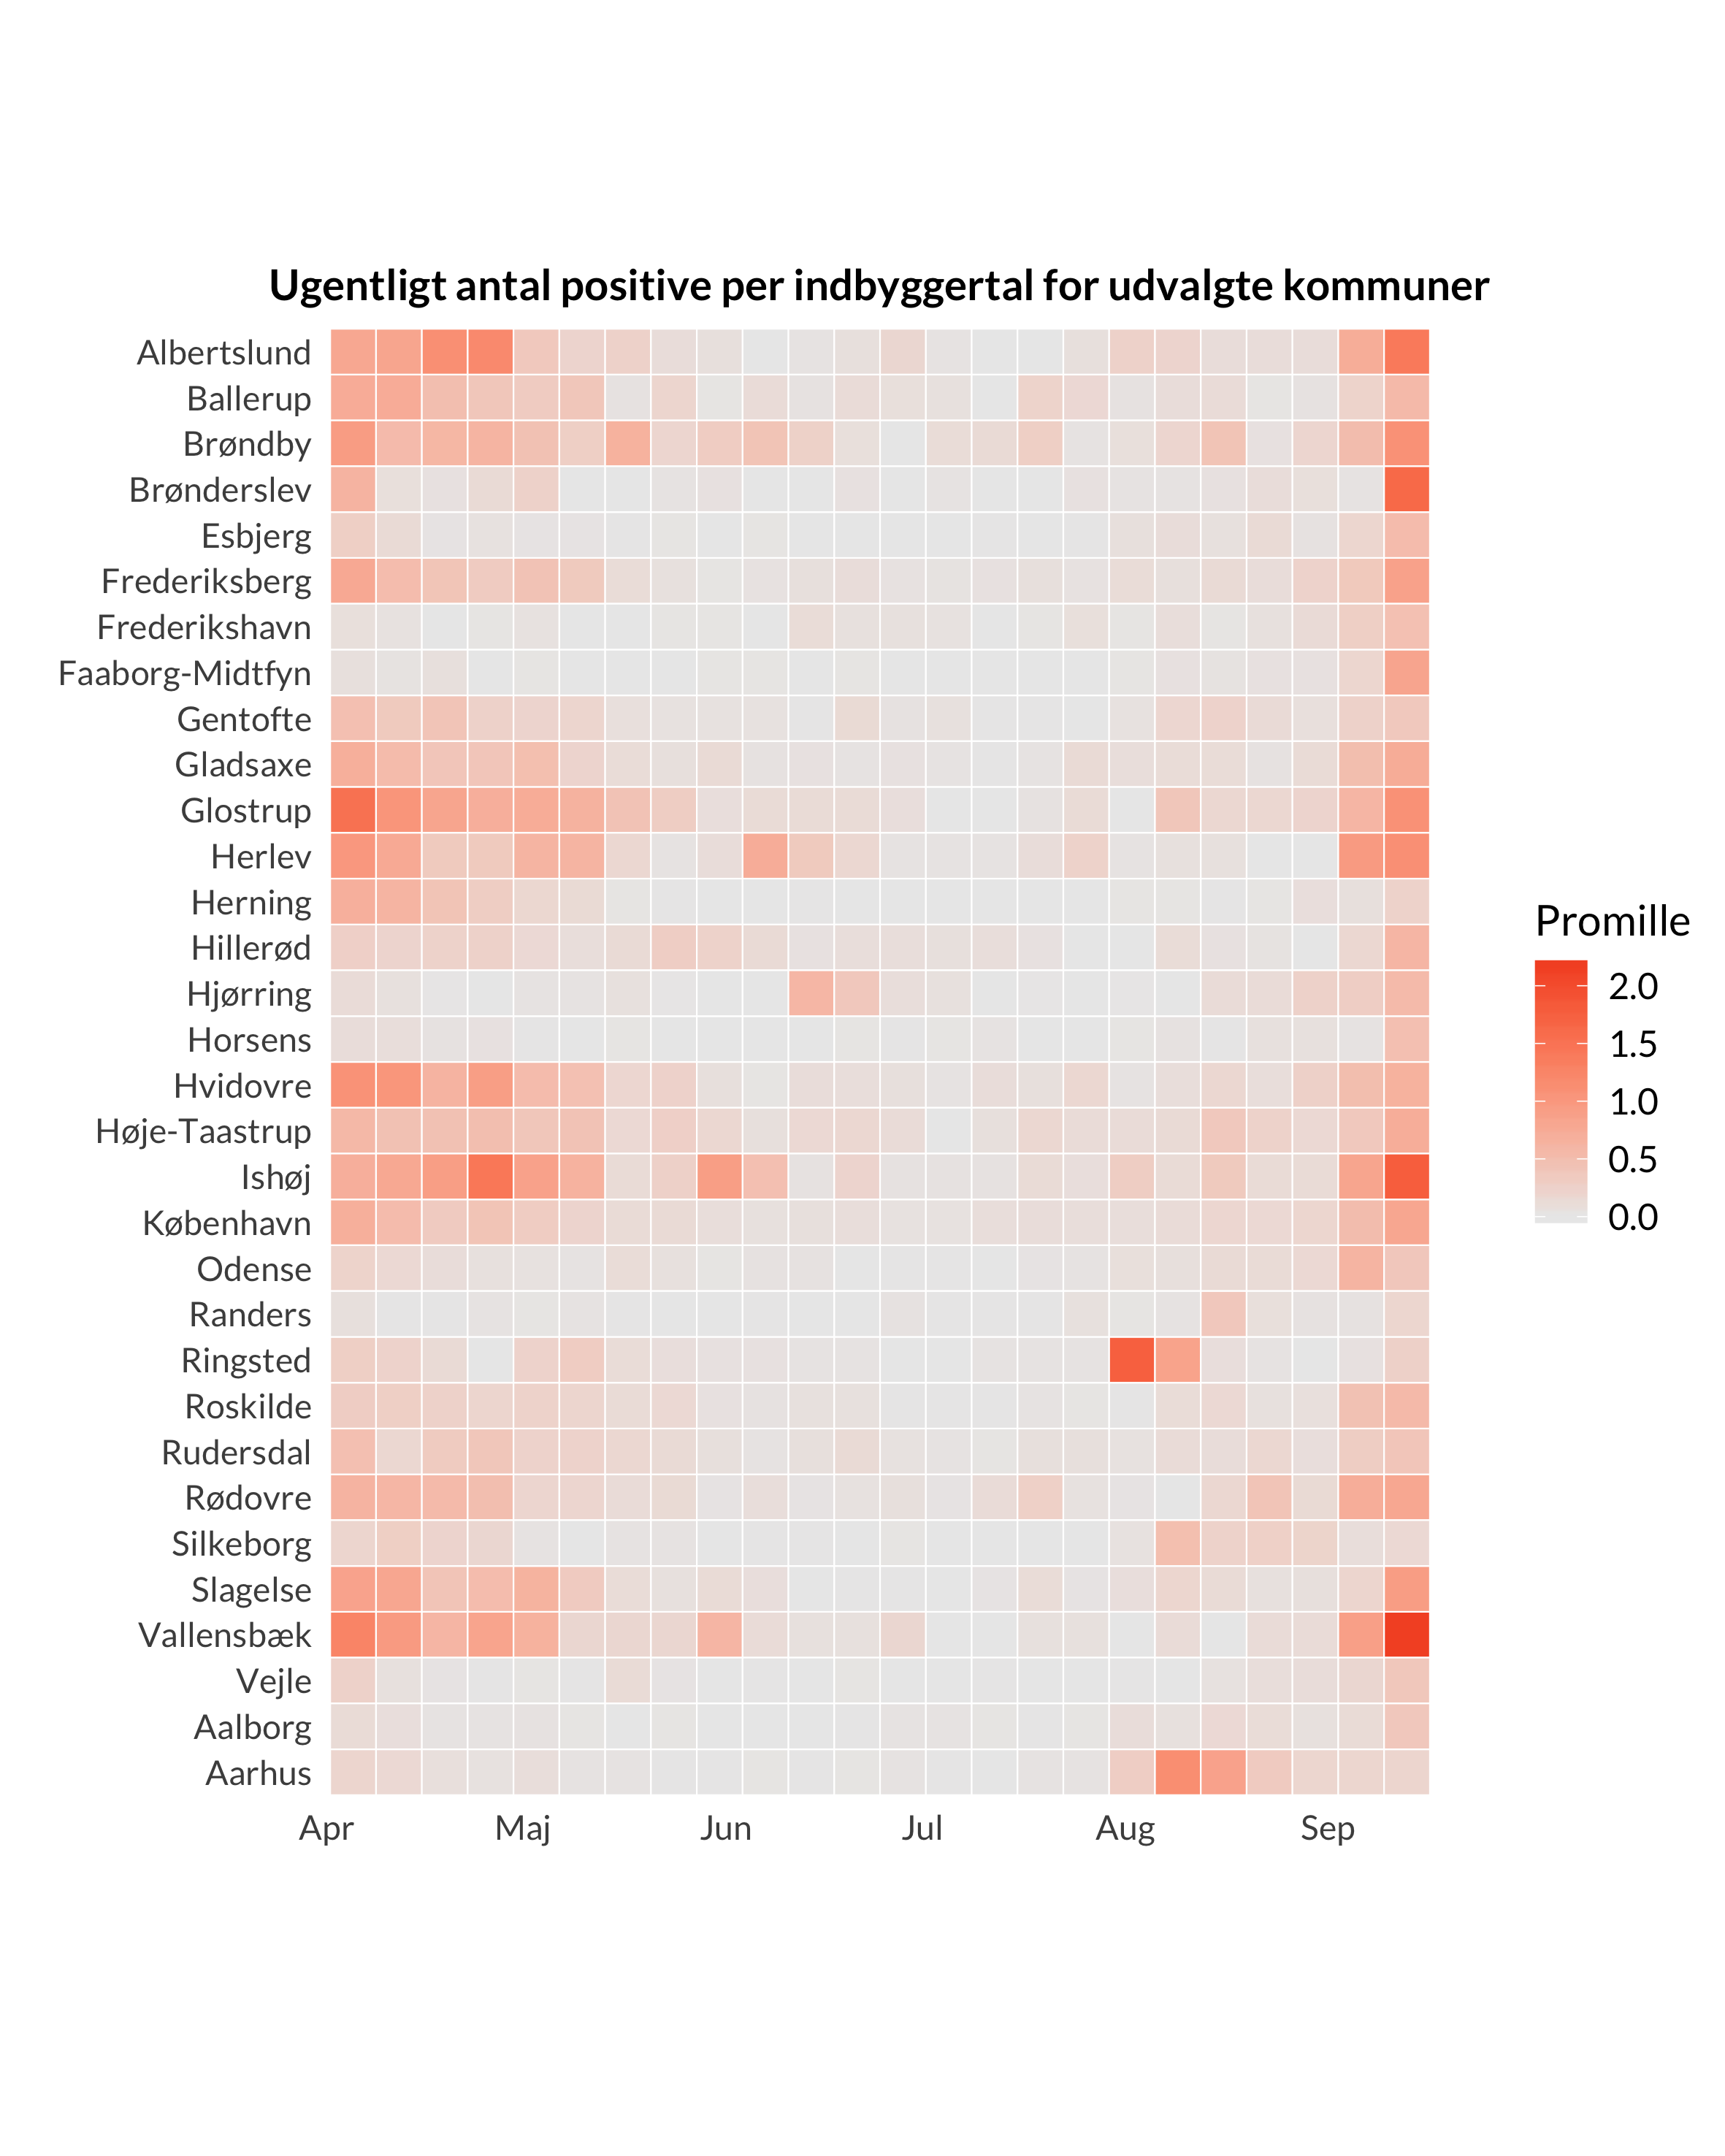 Ugentligt antal positive per indbyggertal for udvalgte kommuner
Albertslund
Ballerup
Brøndby
Brønderslev
Esbjerg
Frederiksberg
Frederikshavn
Faaborg-Midtfyn
Gentofte
Gladsaxe
Glostrup
Herlev
Herning
Hillerød
Hjørring
Horsens
Hvidovre
Høje-Taastrup
Ishøj
København
Odense
Randers
Ringsted
Roskilde
Rudersdal
Rødovre
Silkeborg
Slagelse
Vallensbæk
Vejle
Aalborg
Aarhus
Apr Maj Jun Jul Aug Sep
Promille
2.0
1.5
1.0
0.5
0.0